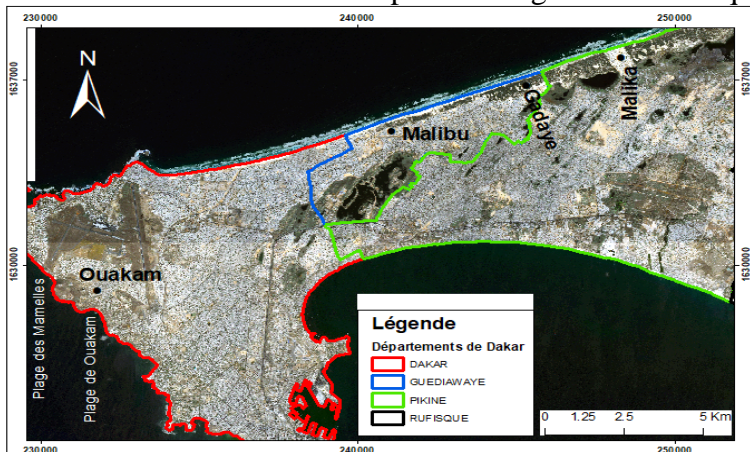 230000 240000 250000
N
1637000 1637000
Malika
Gadaye
Malibu
1630000 1630000
Ouakam
Plage des Mamelles
Plage de Ouakam
Légende
Départements de Dakar
DAKAR
GUEDIAWAYE
PIKINE
RUFISQUE
0 1.25 2.5 5 Km
230000 240000 250000